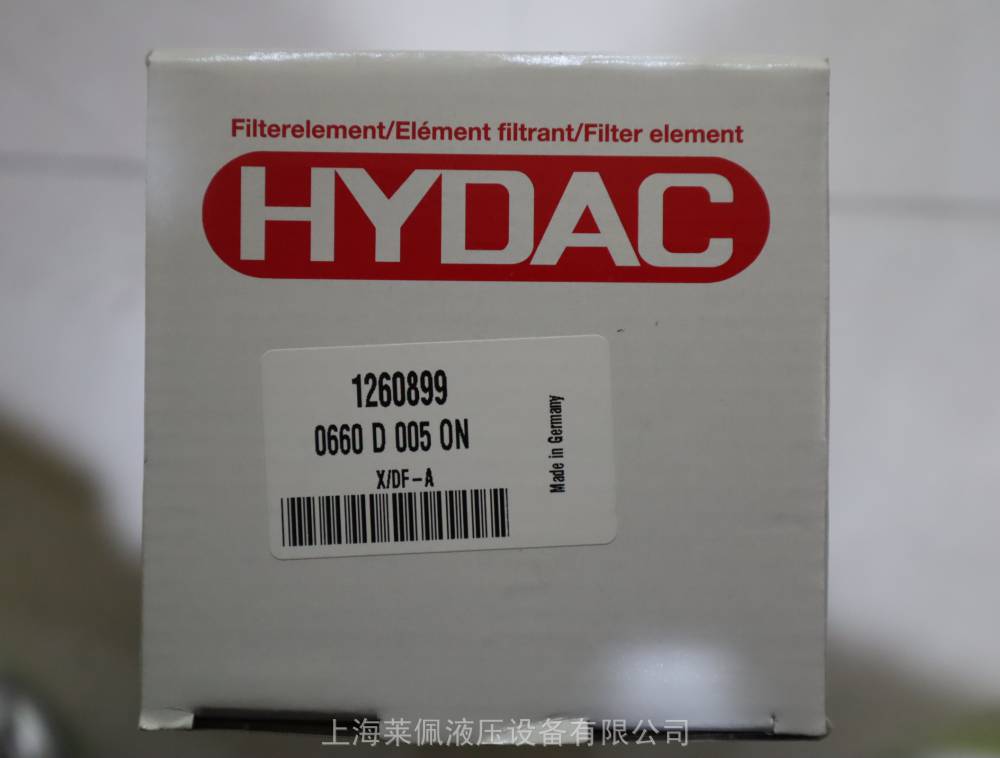 Filterelement/Elément filtrant/Filter element
HYDAC
1260899
0660 D 005 ON
X/DF-A
Made in Germany
上海莱佩液压设备有限公司